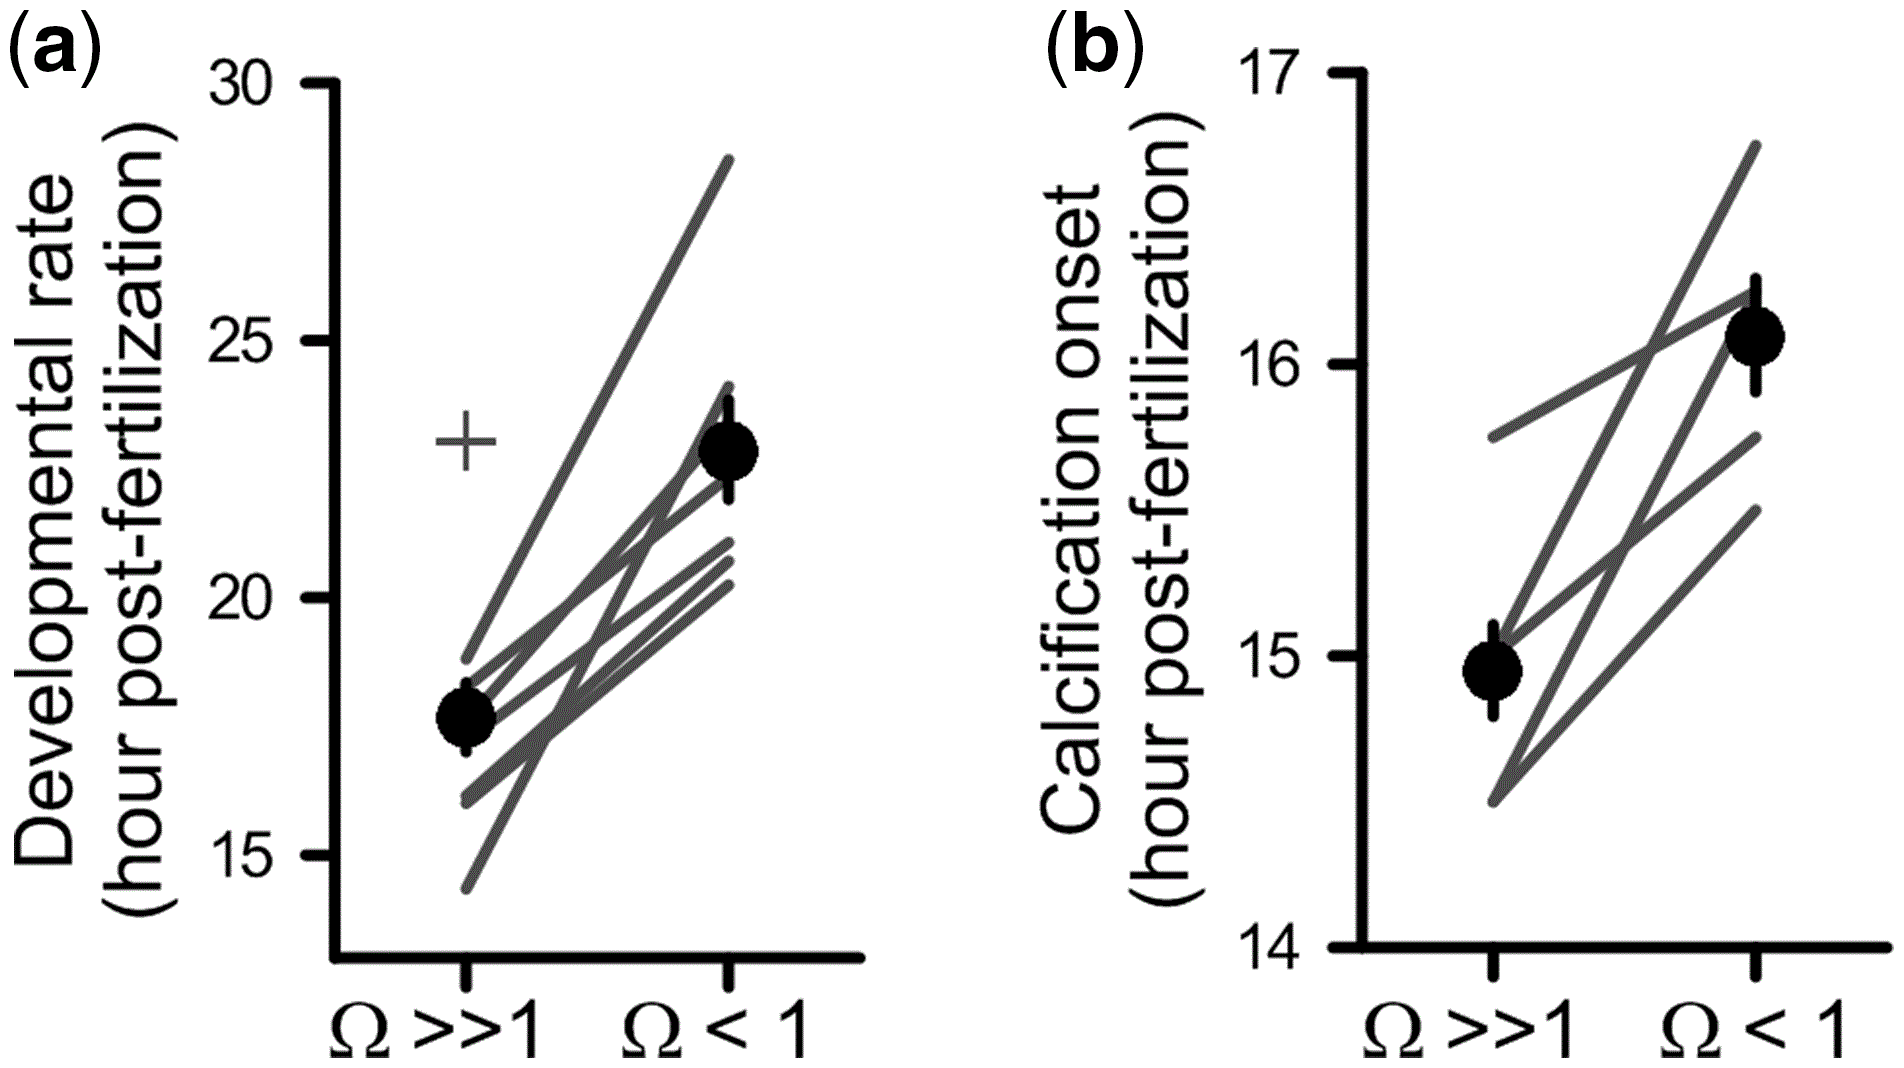 (a)
Developmental rate
(hour post-fertilization)
30
25
20
15
Ω >>1
Ω < 1
(b)
Calcification onset
(hour post-fertilization)
17
16
15
14
Ω >>1
Ω < 1